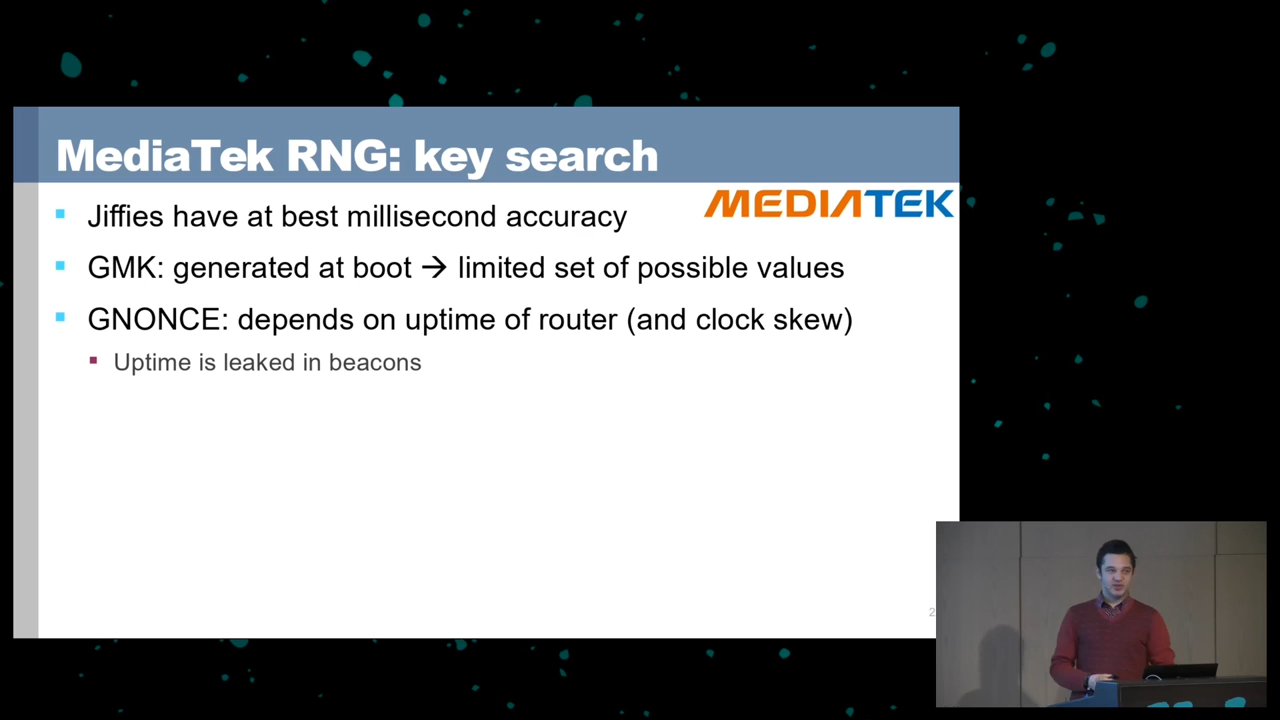 MediaTek RNG: key search
MEDIATEK
Jiffies have at best millisecond accuracy
GMK: generated at boot → limited set of possible values
GNONCE: depends on uptime of router (and clock skew)
Uptime is leaked in beacons